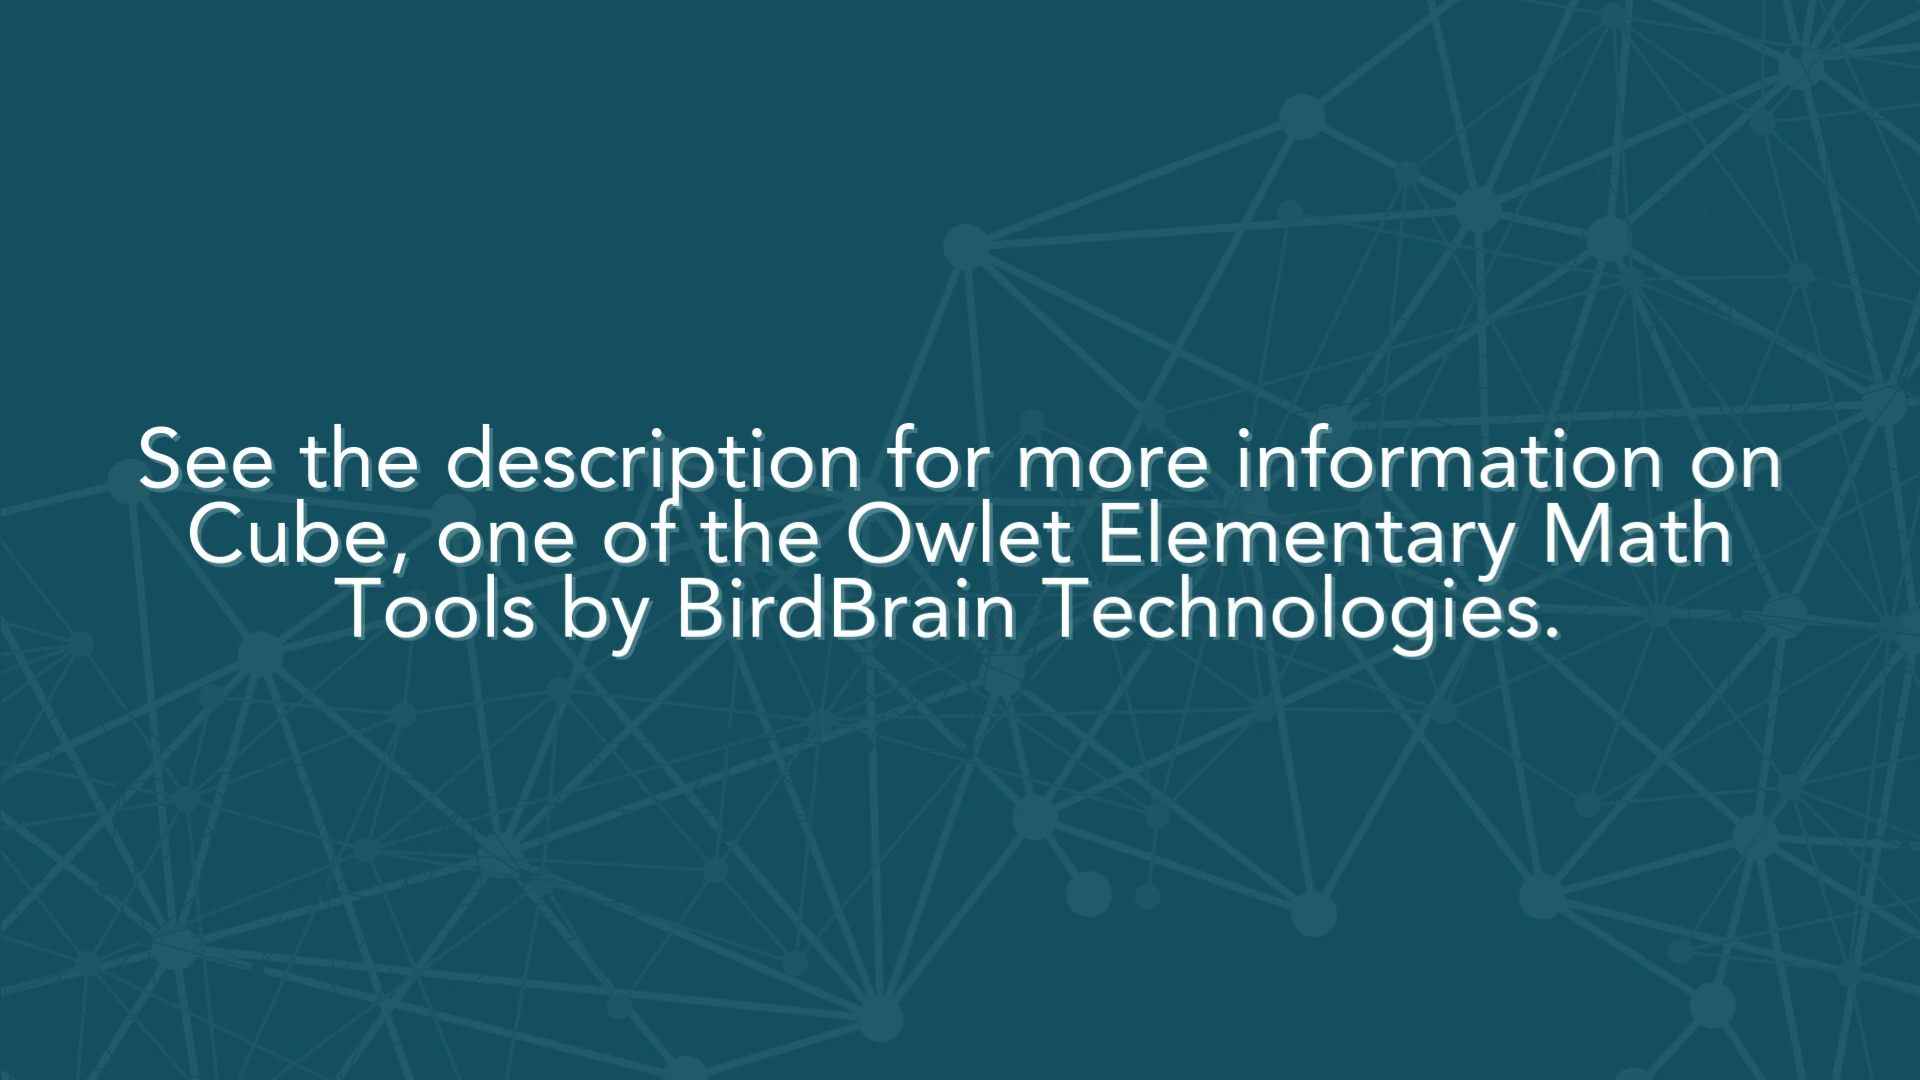 See the description for more information on
Cube, one of the Owlet Elementary Math
Tools by BirdBrain Technologies.